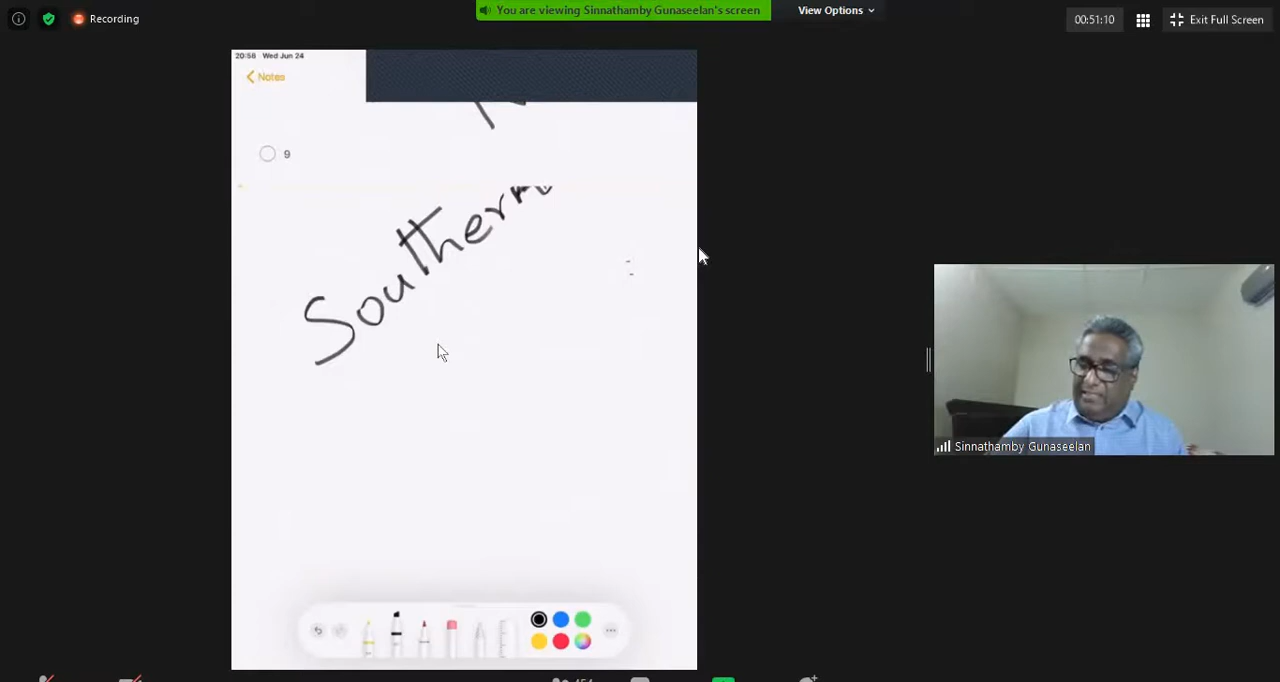 Recording
You are viewing Sinnathamby Gunaseelan's screen
View Options
00:51:10
Exit Full Screen
20:56 Wed Jun 24
Notes
9
Southern
Sinnathamby Gunaseelan